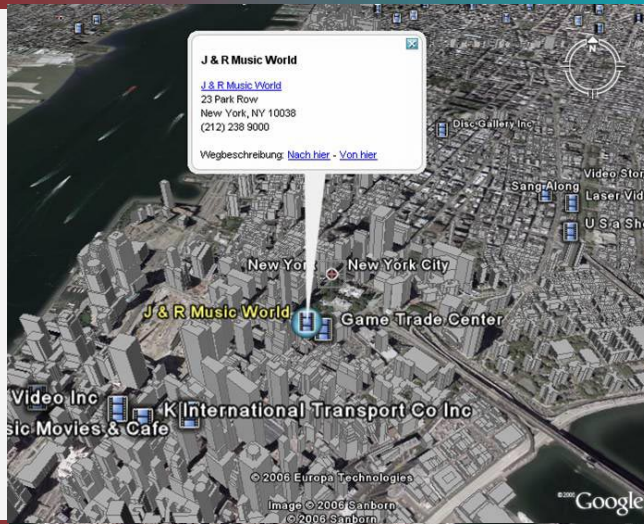 J & R Music World
J & R Music World
23 Park Row
New York, NY 10038
(212) 238 9000
Wegbeschreibung: Nach hier - Von hier
N
Disc Gallery Inc
Video Stor
Sang Along
Laser Vid
U S a Sho
New York
New York City
J & R Music World
Game Trade Center
Video Inc
K International Transport Co Inc
sic Movies & Cafe
© 2006 Europa Technologies
Image © 2006 Sanborn
© 2006 Sanborn
Google